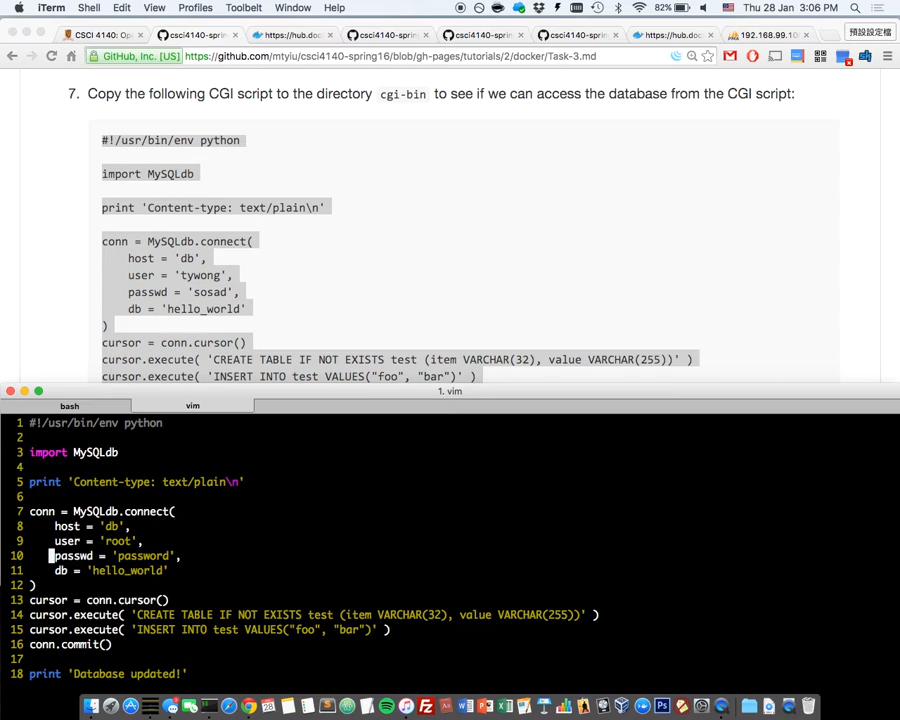 iTerm Shell Edit View Profiles Toolbelt Window Help 82% Thu 28 Jan 3:06 PM
CSCI 4140: Ope csci4140-spring https://hub.doc csci4140-spring csci4140-spring csci4140-spring https://hub.doc 192.168.99.10 預設設定檔
GitHub, Inc. [US] https://github.com/mtyiu/csci4140-spring16/blob/gh-pages/tutorials/2/docker/Task-3.md
7. Copy the following CGI script to the directory cgi-bin to see if we can access the database from the CGI script:
#!/usr/bin/env python
import MySQLdb
print 'Content-type: text/plain\n'
conn = MySQLdb.connect(
host = 'db',
user = 'tywong',
passwd = 'sosad',
db = 'hello_world'
)
cursor = conn.cursor()
cursor.execute( 'CREATE TABLE IF NOT EXISTS test (item VARCHAR(32), value VARCHAR(255))' )
cursor.execute( 'INSERT INTO test VALUES("foo", "bar")' )
1. vim
bash vim
1 #!/usr/bin/env python
2
3 import MySQLdb
4
5 print 'Content-type: text/plain\n'
6
7 conn = MySQLdb.connect(
8 host = 'db',
9 user = 'root',
10 passwd = 'password',
11 db = 'hello_world'
12 )
13 cursor = conn.cursor()
14 cursor.execute( 'CREATE TABLE IF NOT EXISTS test (item VARCHAR(32), value VARCHAR(255))' )
15 cursor.execute( 'INSERT INTO test VALUES("foo", "bar")' )
16 conn.commit()
17
18 print 'Database updated!'